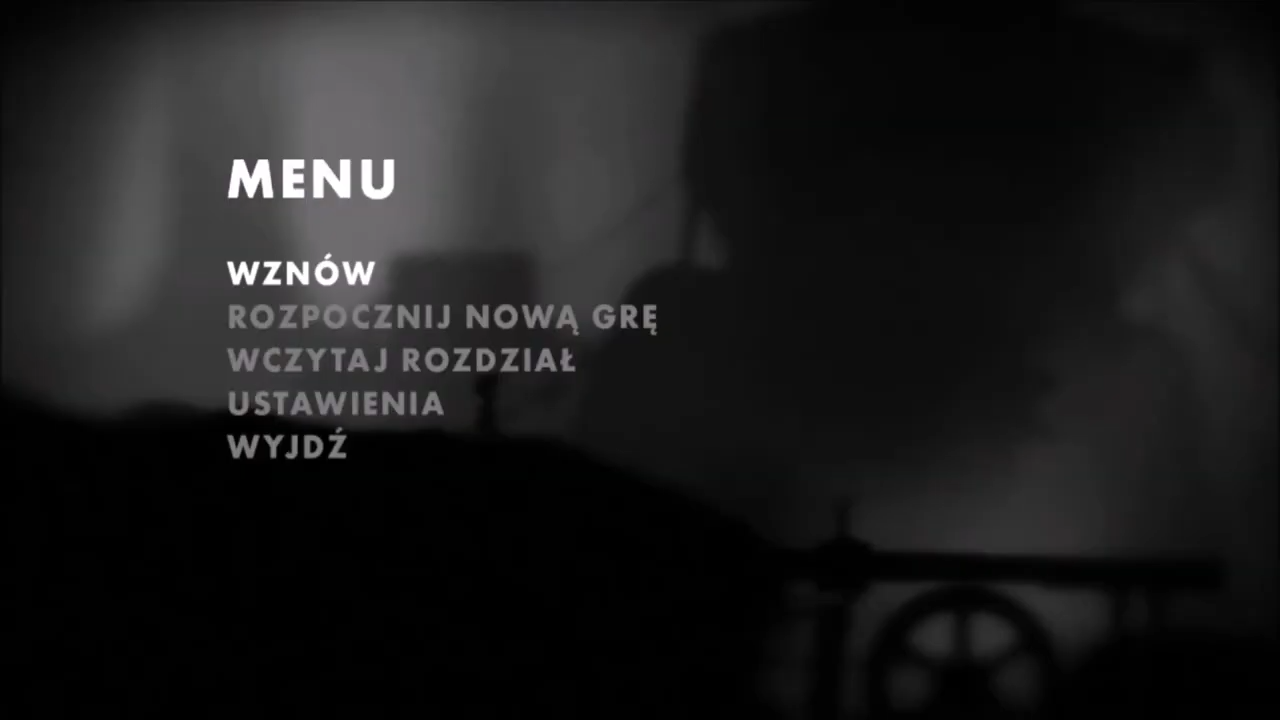 MENU
WZNÓW
ROZPOCZNIJ NOWĄ GRĘ
WCZYTAJ ROZDZIAŁ
USTAWIENIA
WYJDŹ